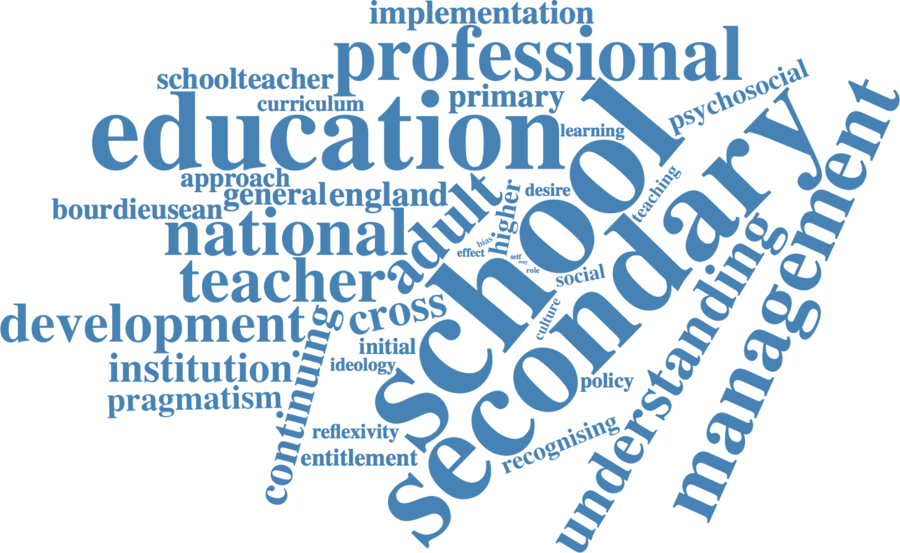 implementation
professional
schoolteacher
psychosocial
curriculum
primary
education
learning
school
secondary
management
approach
general
england
adult
higher
desire
teaching
bourdieusean
national
bias
effect
self
way
role
teacher
social
understanding
development
cross
culture
continuing
initial
institution
ideology
policy
pragmatism
reflexivity
recognising
entitlement